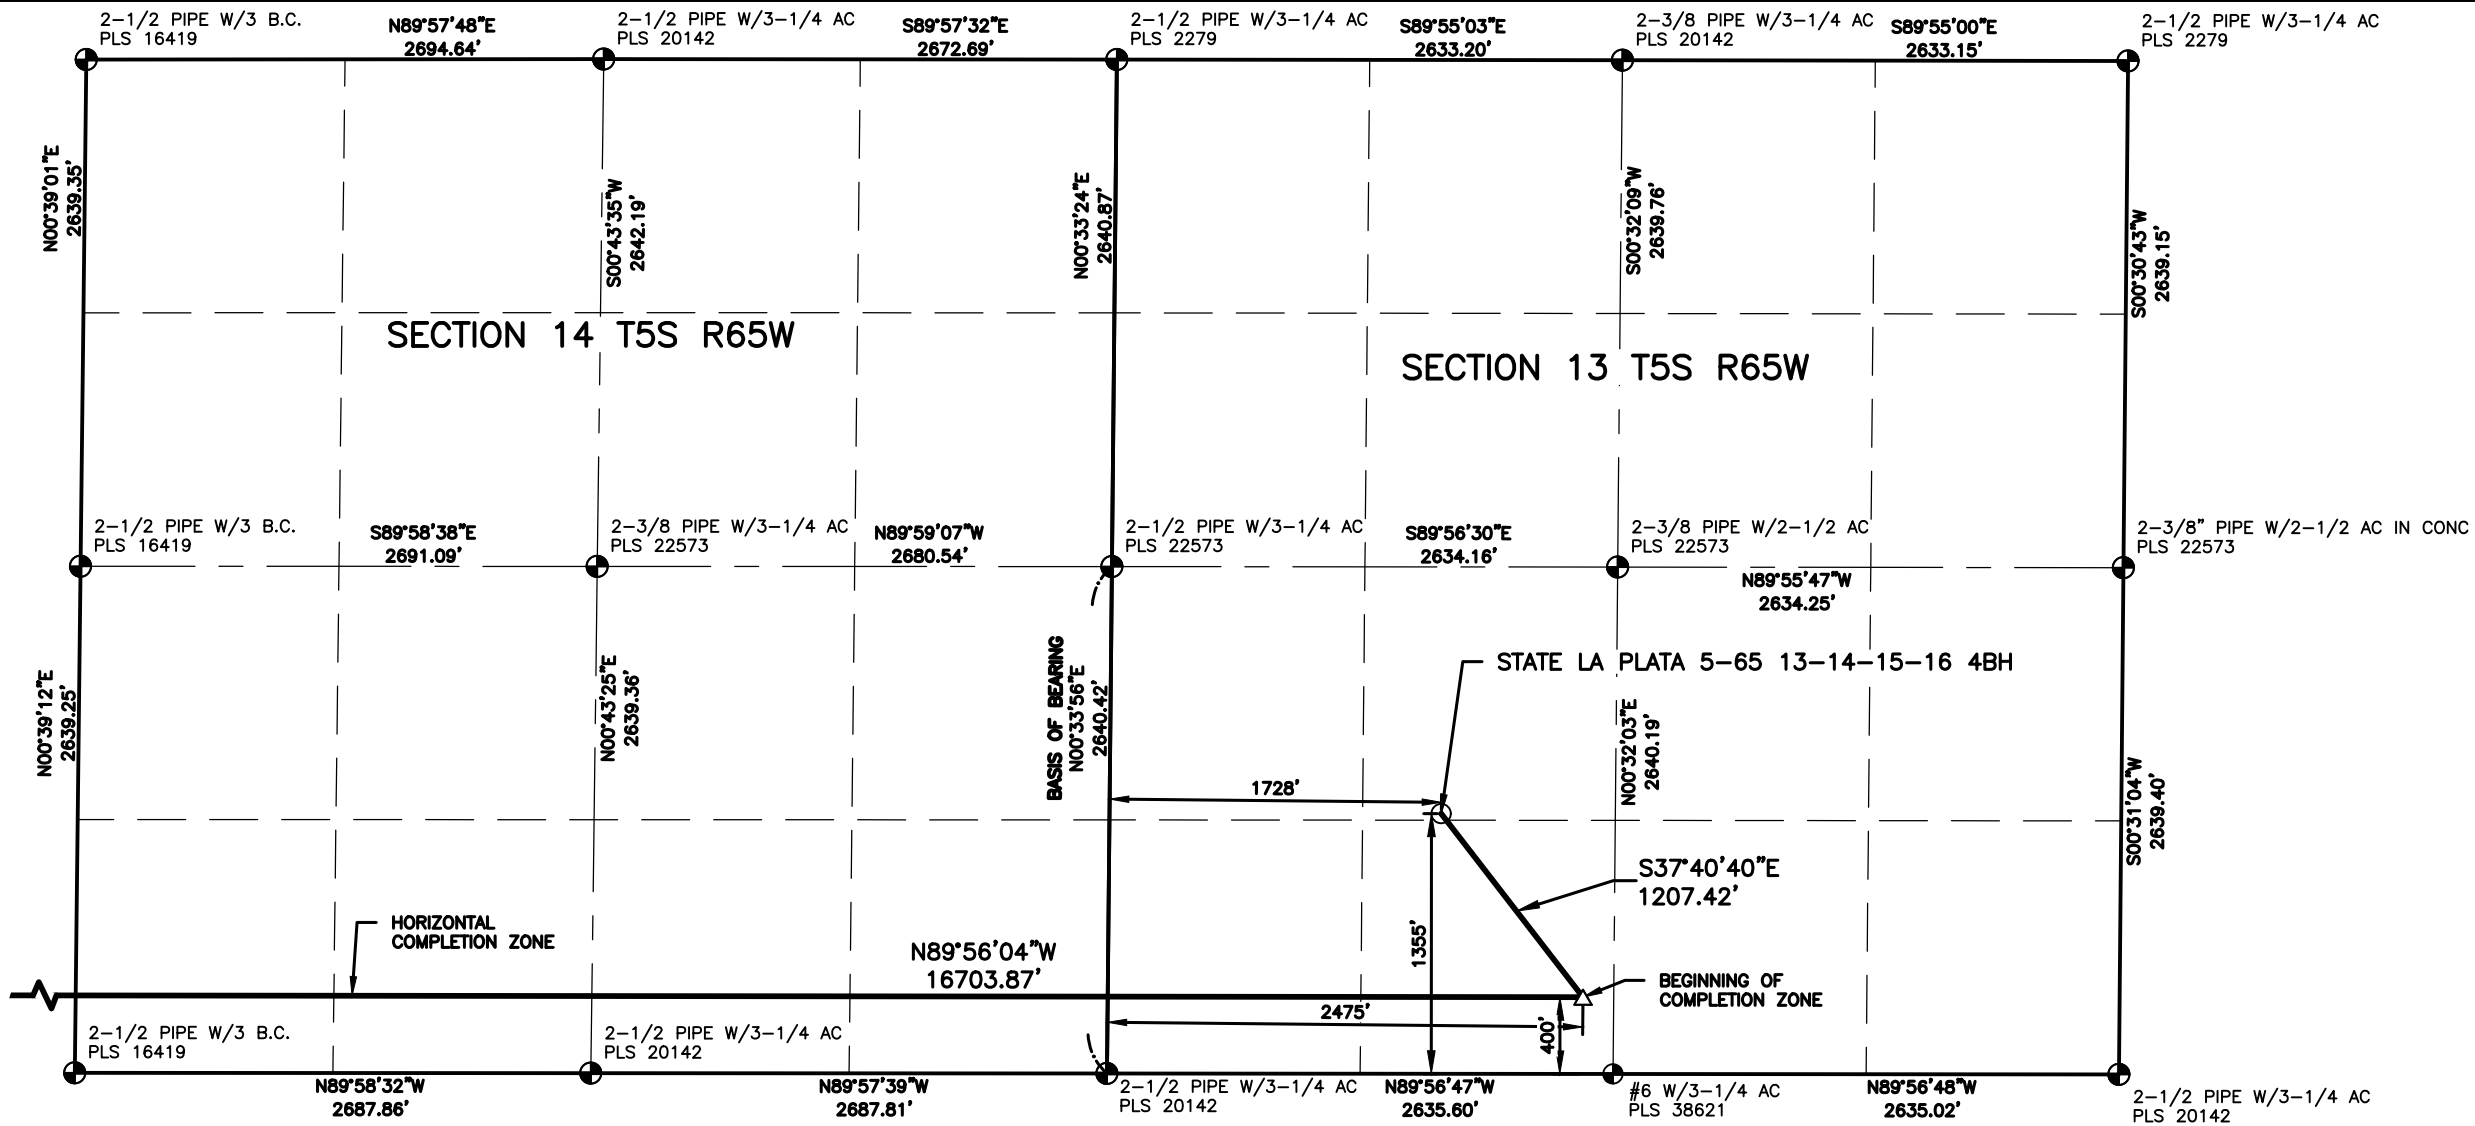 2-1/2 PIPE W/3 B.C.
PLS 16419
N89°57'48"E
2694.64'
2-1/2 PIPE W/3-1/4 AC
PLS 20142
S89°57'32"E
2672.69'
2-1/2 PIPE W/3-1/4 AC
PLS 2279
S89°55'03"E
2633.20'
2-3/8 PIPE W/3-1/4 AC
PLS 20142
S89°55'00"E
2633.15'
2-1/2 PIPE W/3-1/4 AC
PLS 2279
N00°39'01"E
2639.35'
S00°43'35"W
2642.19'
N00°33'24"E
2640.87'
S00°32'09"W
2639.76'
S00°30'43"W
2639.15'
SECTION 14 T5S R65W
SECTION 13 T5S R65W
2-1/2 PIPE W/3 B.C.
PLS 16419
S89°58'38"E
2691.09'
2-3/8 PIPE W/3-1/4 AC
PLS 22573
N89°59'07"W
2680.54'
2-1/2 PIPE W/3-1/4 AC
PLS 22573
S89°56'30"E
2634.16'
2-3/8 PIPE W/2-1/2 AC
PLS 22573
N89°55'47"W
2634.25'
2-3/8" PIPE W/2-1/2 AC IN CONC
PLS 22573
N00°39'12"E
2639.25'
N00°43'25"E
2639.36'
BASIS OF BEARING
N00°33'56"E
2640.42'
STATE LA PLATA 5-65 13-14-15-16 4BH
N00°32'03"E
2640.19'
S00°31'04"W
2639.40'
1728'
S37°40'40"E
1207.42'
1355'
HORIZONTAL
COMPLETION ZONE
N89°56'04"W
16703.87'
BEGINNING OF
COMPLETION ZONE
2475'
400'
2-1/2 PIPE W/3 B.C.
PLS 16419
2-1/2 PIPE W/3-1/4 AC
PLS 20142
N89°58'32"W
2687.86'
N89°57'39"W
2687.81'
2-1/2 PIPE W/3-1/4 AC
PLS 20142
N89°56'47"W
2635.60'
#6 W/3-1/4 AC
PLS 38621
N89°56'48"W
2635.02'
2-1/2 PIPE W/3-1/4 AC
PLS 20142